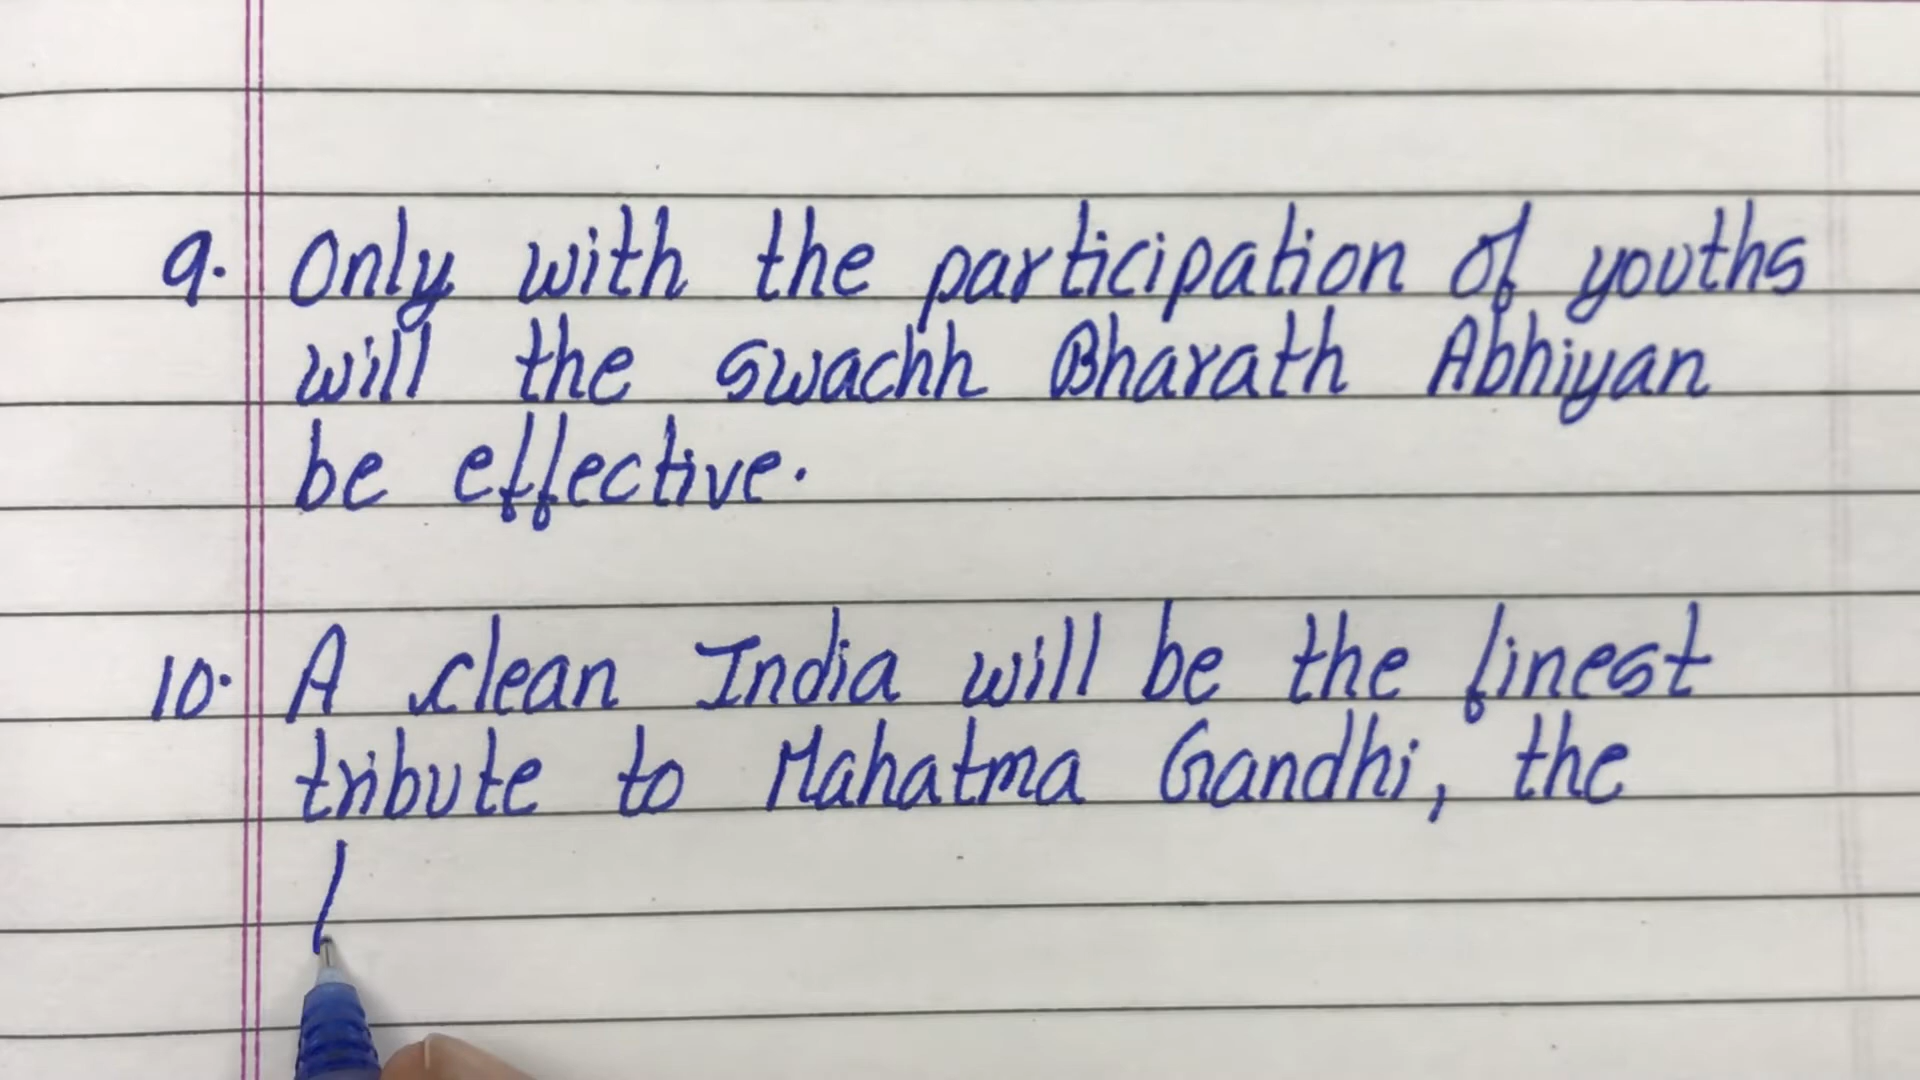 9. Only with the participation of youths
will the swachh Bharath Abhiyan
be effective.
10. A clean India will be the finest
tribute to Mahatma Gandhi, the